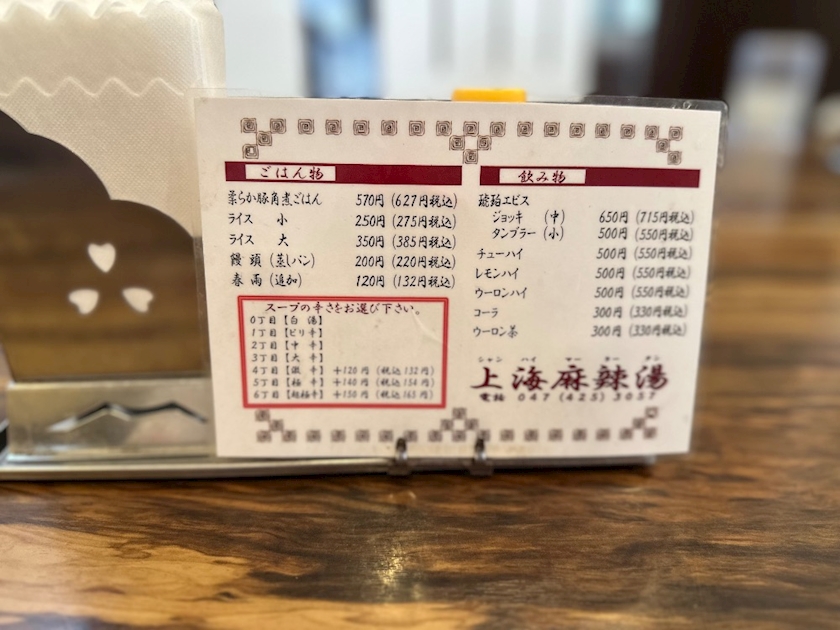 ごはん物
柔らか豚角煮ごはん 570円 (627円税込)
ライス 小 250円 (275円税込)
ライス 大 350円 (385円税込)
饅頭 (蒸しパン) 200円 (220円税込)
春雨 (追加) 120円 (132円税込)
スープの辛さをお選び下さい。
0丁目【白湯】
1丁目【ピリ辛】
2丁目【中辛】
3丁目【大辛】
4丁目【激辛】 +120円 (税込132円)
5丁目【極辛】 +140円 (税込154円)
6丁目【超極辛】 +150円 (税込165円)
飲み物
琥珀エビス
ジョッキ (中) 650円 (715円税込)
タンブラー (小) 500円 (550円税込)
チューハイ 500円 (550円税込)
レモンハイ 500円 (550円税込)
ウーロンハイ 500円 (550円税込)
コーラ 300円 (330円税込)
ウーロン茶 300円 (330円税込)
シャン ハイ マー ラー タン
上海麻辣湯
電話 047 (425) 3057